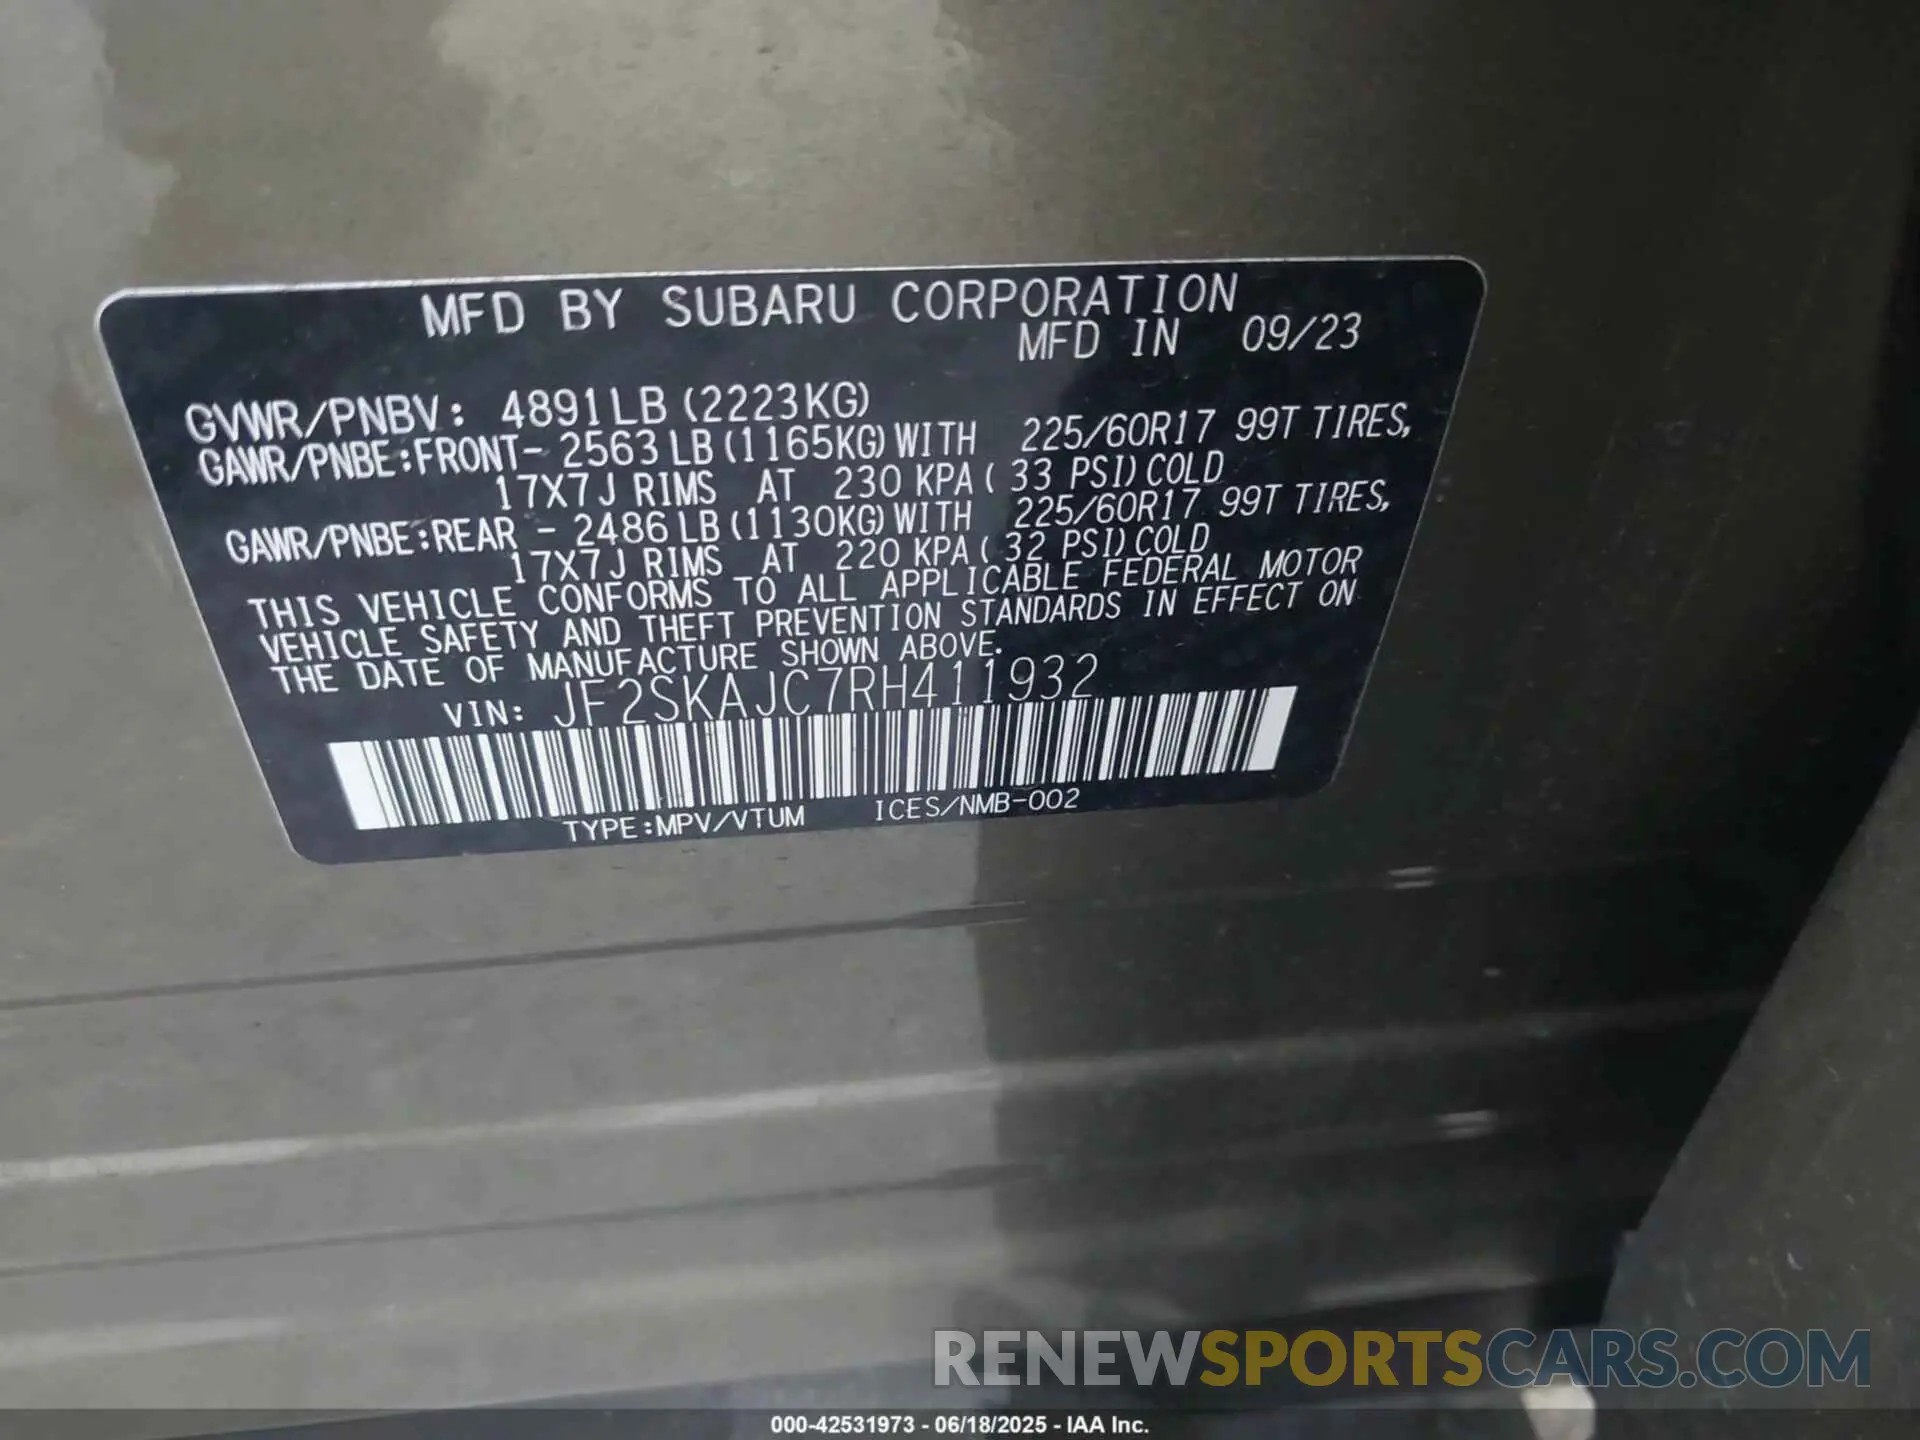 MFD BY SUBARU CORPORATION
MFD IN 09/23
GVWR/PNBV: 4891LB (2223KG)
GAWR/PNBE:FRONT- 2563LB(1165KG)WITH 225/60R17 99T TIRES,
17X7J RIMS AT 230 KPA( 33 PSI)COLD
GAWR/PNBE:REAR - 2486LB(1130KG)WITH 225/60R17 99T TIRES,
17X7J RIMS AT 220 KPA( 32 PSI)COLD
THIS VEHICLE CONFORMS TO ALL APPLICABLE FEDERAL MOTOR
VEHICLE SAFETY AND THEFT PREVENTION STANDARDS IN EFFECT ON
THE DATE OF MANUFACTURE SHOWN ABOVE.
VIN: JF2SKAJC7RH411932
TYPE:MPV/VTUM ICES/NMB-002
RENEWSPORTSCARS.COM
000-42531973 - 06/18/2025 - IAA Inc.